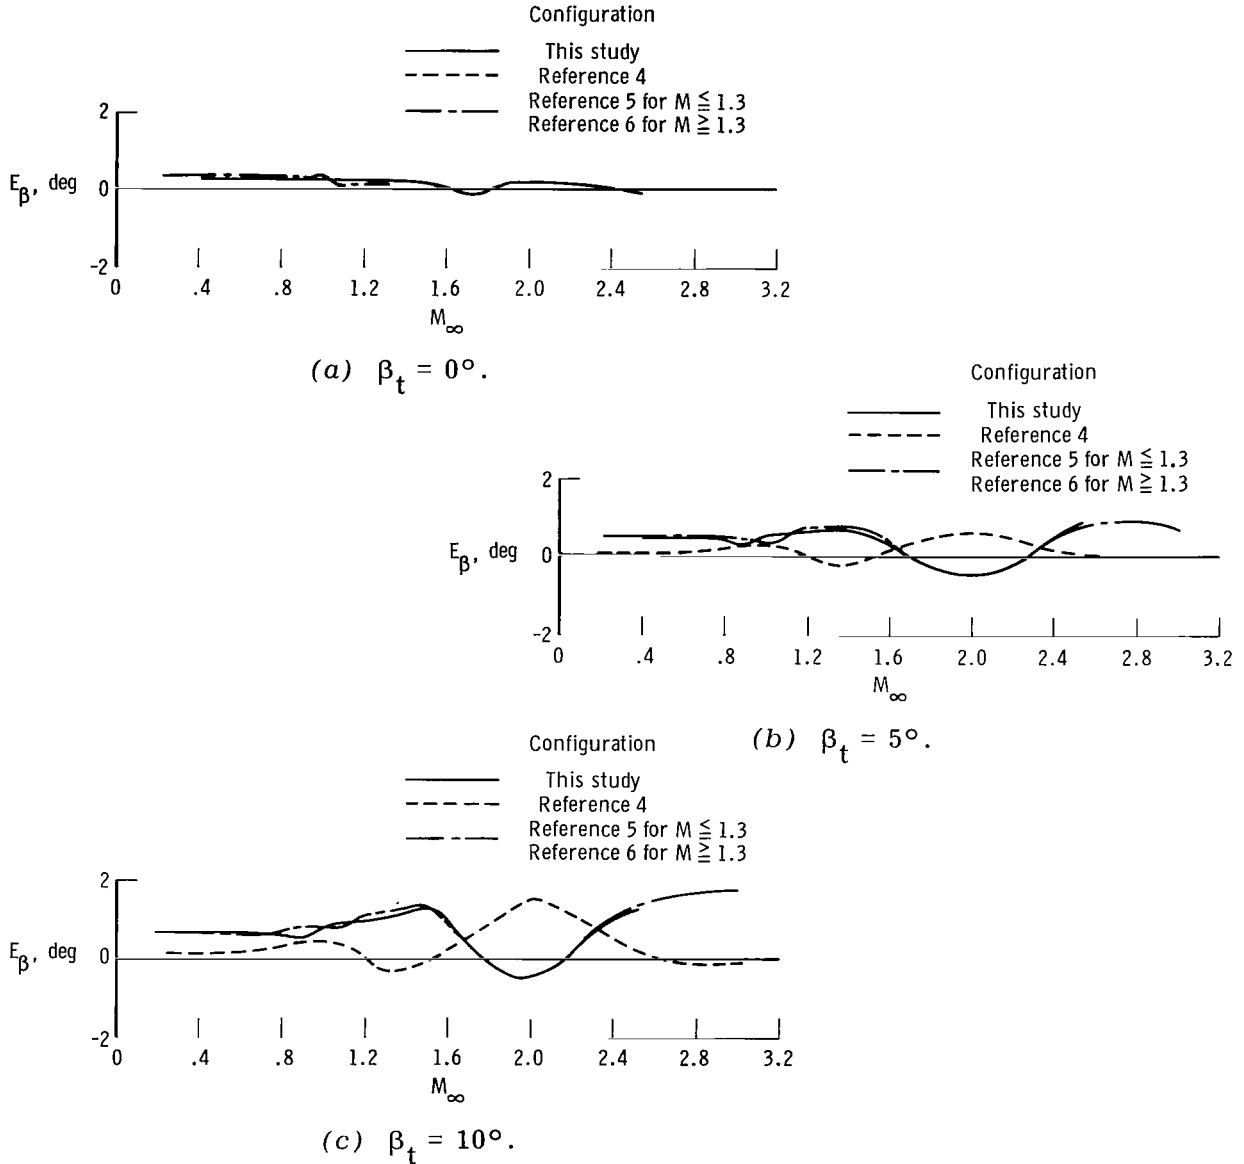 Configuration
This study
Reference 4
Reference 5 for M ≦ 1.3
Reference 6 for M ≧ 1.3
2
E_β, deg
0
-2
0 .4 .8 1.2 1.6 2.0 2.4 2.8 3.2
M_∞
(a) β_t = 0°.
Configuration
This study
Reference 4
Reference 5 for M ≦ 1.3
Reference 6 for M ≧ 1.3
2
E_β, deg
0
-2
0 .4 .8 1.2 1.6 2.0 2.4 2.8 3.2
M_∞
(b) β_t = 5°.
Configuration
This study
Reference 4
Reference 5 for M ≦ 1.3
Reference 6 for M ≧ 1.3
2
E_β, deg
0
-2
0 .4 .8 1.2 1.6 2.0 2.4 2.8 3.2
M_∞
(c) β_t = 10°.